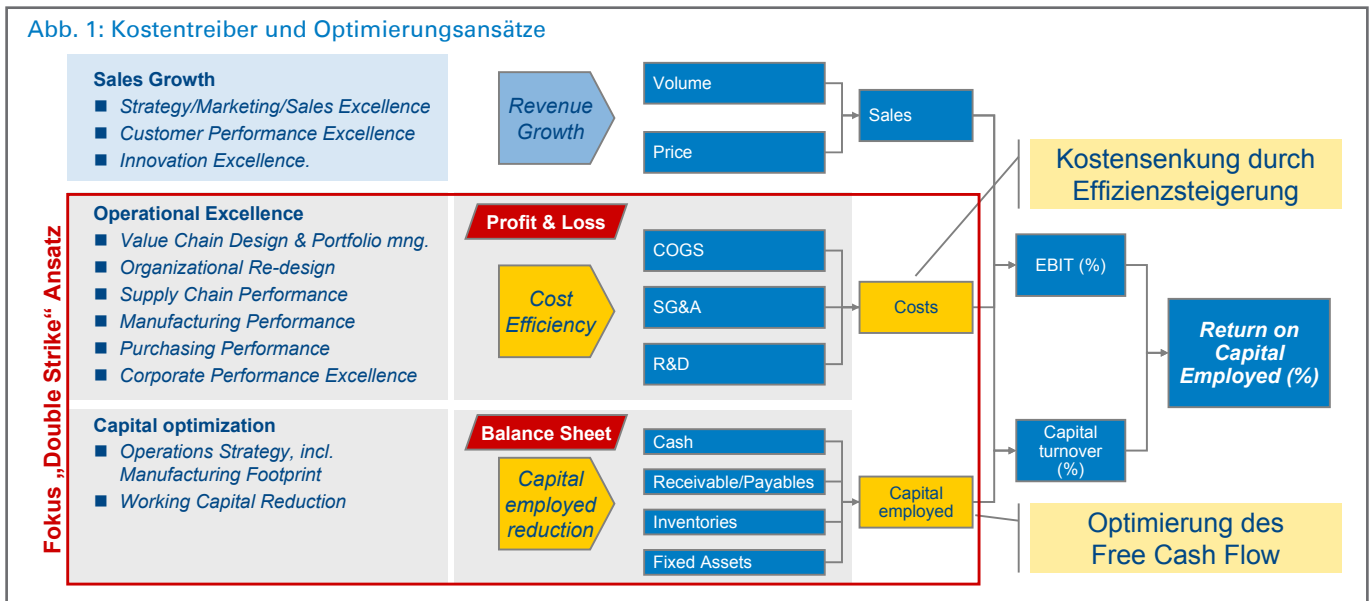 Abb. 1: Kostentreiber und Optimierungsansätze
Sales Growth
■ Strategy/Marketing/Sales Excellence
■ Customer Performance Excellence
■ Innovation Excellence.
Revenue
Growth
Volume
Price
Sales
Kostensenkung durch
Effizienzsteigerung
Fokus „Double Strike“ Ansatz
Operational Excellence
■ Value Chain Design & Portfolio mng.
■ Organizational Re-design
■ Supply Chain Performance
■ Manufacturing Performance
■ Purchasing Performance
■ Corporate Performance Excellence
Profit & Loss
Cost
Efficiency
COGS
SG&A
R&D
Costs
EBIT (%)
Return on
Capital
Employed (%)
Capital optimization
■ Operations Strategy, incl.
Manufacturing Footprint
■ Working Capital Reduction
Balance Sheet
Capital
employed
reduction
Cash
Receivable/Payables
Inventories
Fixed Assets
Capital
employed
Capital
turnover
(%)
Optimierung des
Free Cash Flow